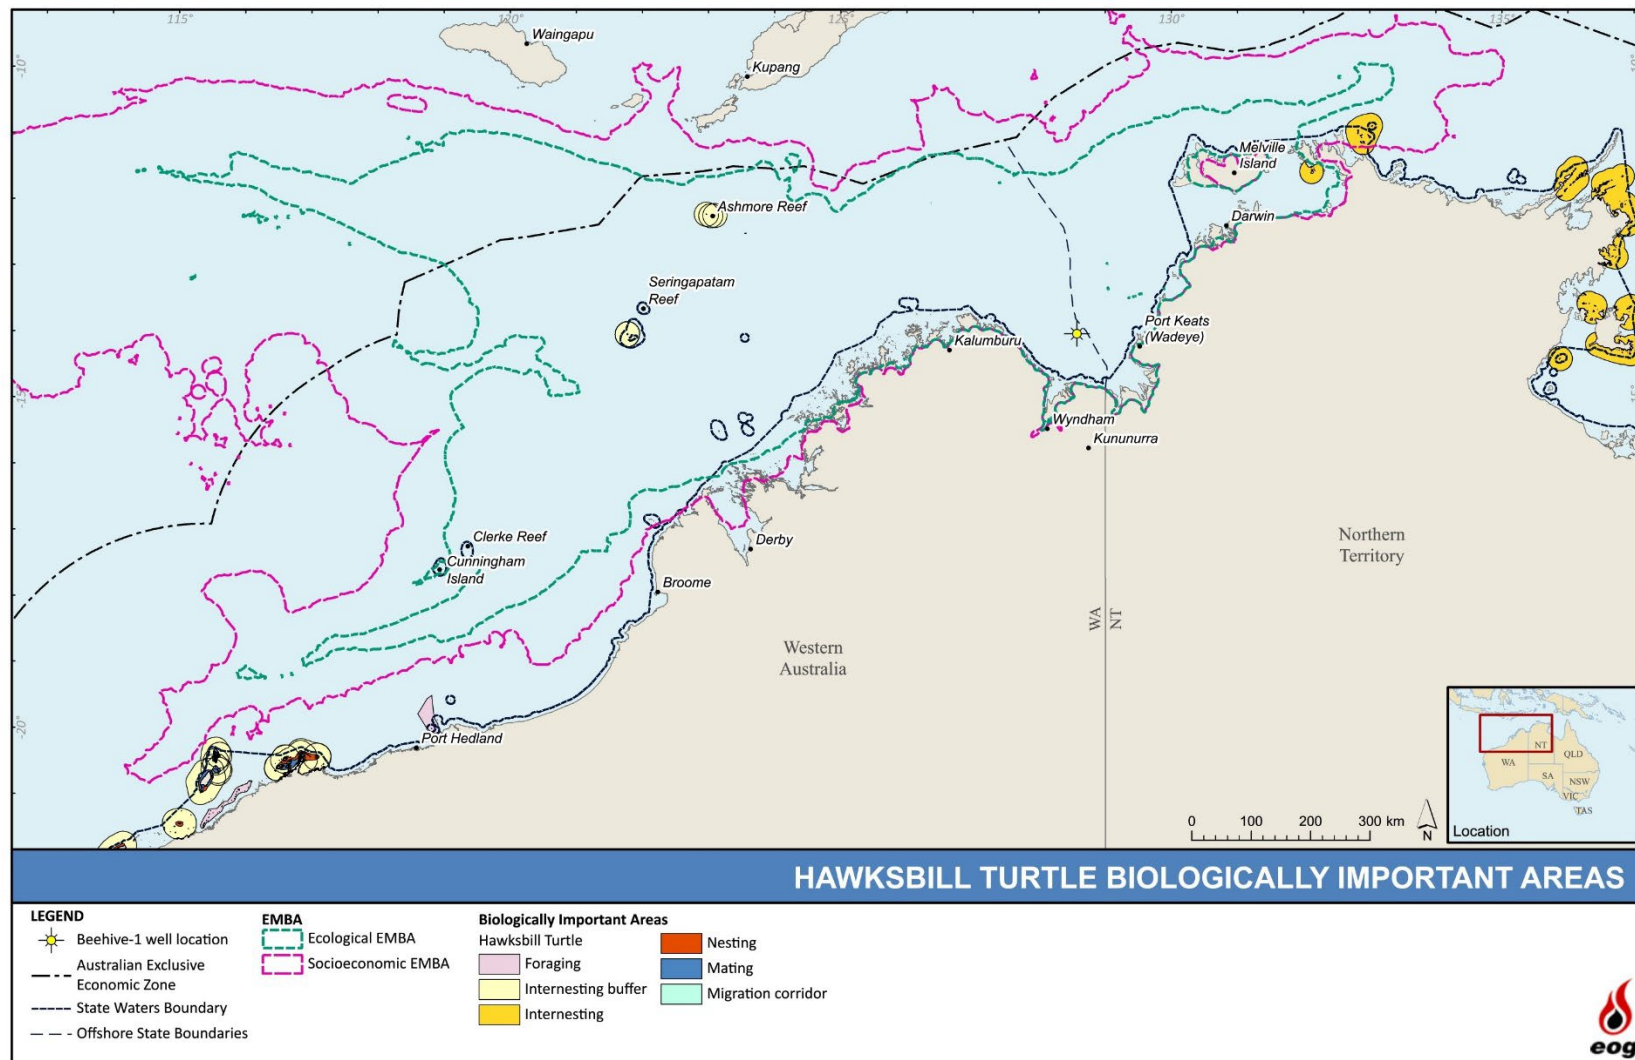 115°
120°
125°
130°
135°
-10°
-15°
-20°
Waingapu
Kupang
Melville
Island
Ashmore Reef
Darwin
Seringapatam
Reef
Port Keats
(Wadeye)
Kalumburu
Wyndham
Kununurra
Clerke Reef
Cunningham
Island
Derby
Northern
Territory
Broome
WA
NT
Western
Australia
Port Hedland
0 100 200 300 km
N
WA
NT
QLD
SA
NSW
VIC
TAS
Location
HAWKSBILL TURTLE BIOLOGICALLY IMPORTANT AREAS
LEGEND
Beehive-1 well location
Australian Exclusive
Economic Zone
State Waters Boundary
Offshore State Boundaries
EMBA
Ecological EMBA
Socioeconomic EMBA
Biologically Important Areas
Hawksbill Turtle
Foraging
Internesting buffer
Internesting
Nesting
Mating
Migration corridor
eog